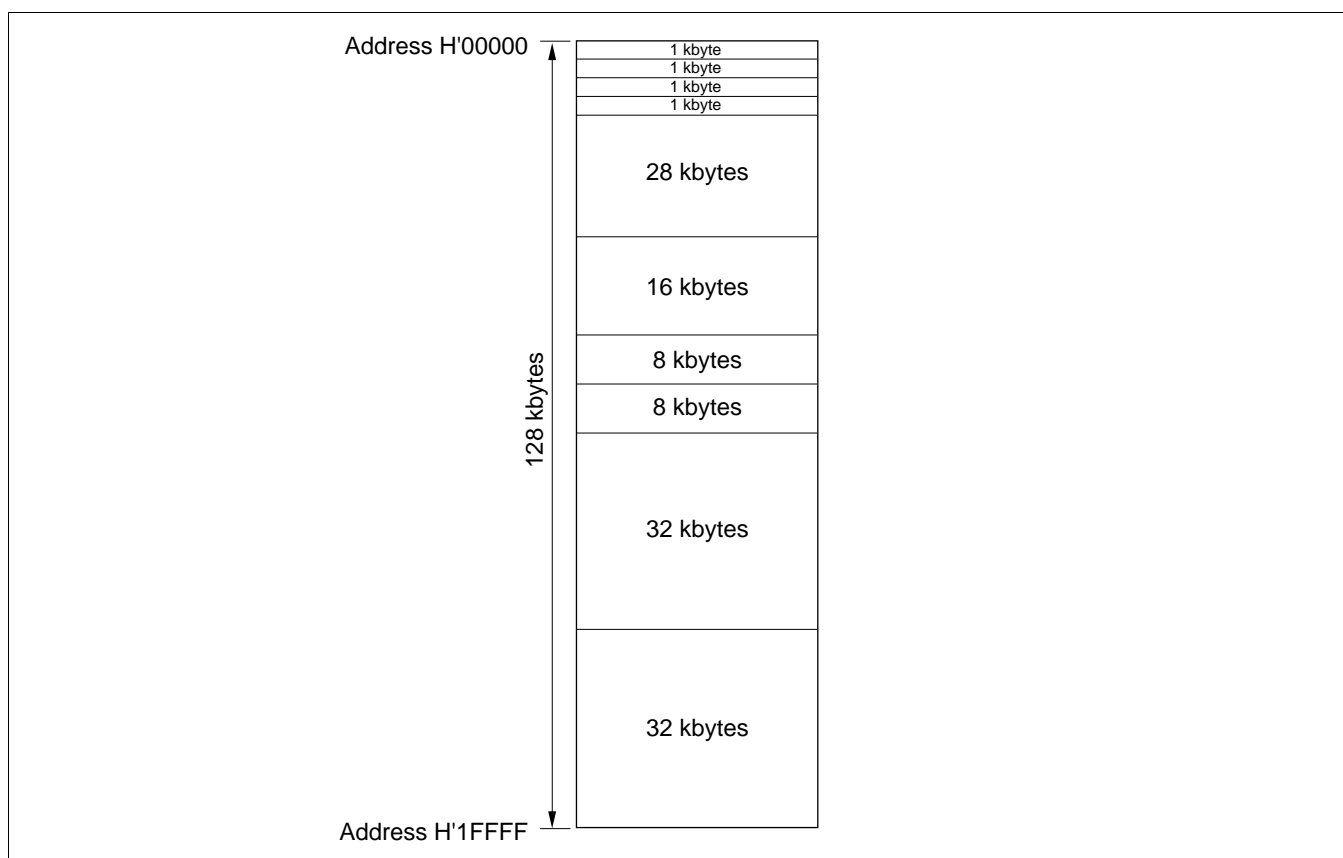 Address H'00000
1 kbyte
1 kbyte
1 kbyte
1 kbyte
28 kbytes
16 kbytes
8 kbytes
8 kbytes
128 kbytes
32 kbytes
32 kbytes
Address H'1FFFF